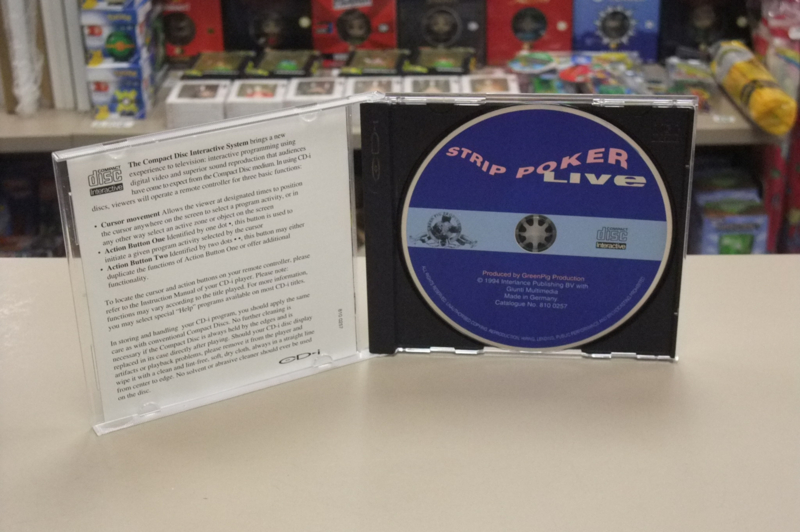 COMPACT
disc
Interactive
The Compact Disc Interactive System brings a new
exeperience to television: interactive programming using
digital video and superior sound reproduction that audiences
have come to expect from the Compact Disc medium. In using CD-i
discs, viewers will operate a remote controller for three basic functions:
• Cursor movement Allows the viewer at designated times to position
the cursor anywhere on the screen to select a program activity, or in
any other way select an active zone or object on the screen
• Action Button One Identified by one dot •, this button is used to
initiate a given program activity selected by the cursor
• Action Button Two Identified by two dots • •, this button may either
duplicate the functions of Action Button One or offer additional
functionality.
To locate the cursor and action buttons on your remote controller, please
refer to the Instruction Manual of your CD-i player. Please note:
functions may vary according to the title played. For more information,
you may select special "Help" programs available on most CD-i titles.
In storing and handling your CD-i program, you should apply the same
care as with conventional Compact Discs. No further cleaning is
necessary if the Compact Disc is always held by the edges and is
replaced in its case directly after playing. Should your CD-i disc display
artifacts or playback problems, please remove it from the player and
wipe it with a clean and lint free, soft, dry cloth, always in a straight line
from center to edge. No solvent or abrasive cleaner should ever be used
on the disc.
CD-i
STRIP POKER
LIVE
COMPACT
disc
Interactive
Produced by GreenPig Production
© 1994 Interlence Publishing BV with
Giunti Multimedia
Made in Germany
Catalogue No. 810 0257